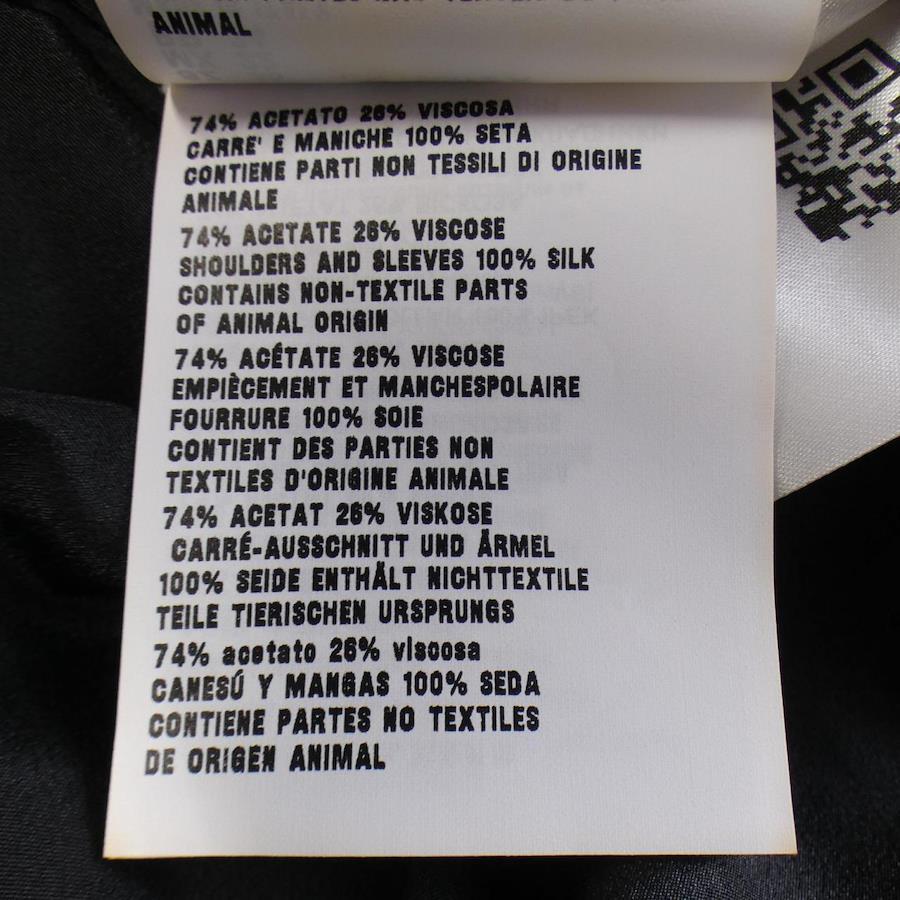 ANIMAL
74% ACETATO 26% VISCOSA
CARRE' E MANICHE 100% SETA
CONTIENE PARTI NON TESSILI DI ORIGINE
ANIMALE
74% ACETATE 26% VISCOSE
SHOULDERS AND SLEEVES 100% SILK
CONTAINS NON-TEXTILE PARTS
OF ANIMAL ORIGIN
74% ACÉTATE 26% VISCOSE
EMPIÈCEMENT ET MANCHESPOLAIRE
FOURRURE 100% SOIE
CONTIENT DES PARTIES NON
TEXTILES D'ORIGINE ANIMALE
74% ACETAT 26% VISKOSE
CARRÉ-AUSSCHNITT UND ÄRMEL
100% SEIDE ENTHÄLT NICHTTEXTILE
TEILE TIERISCHEN URSPRUNGS
74% acetato 26% viscosa
CANESÚ Y MANGAS 100% SEDA
CONTIENE PARTES NO TEXTILES
DE ORIGEN ANIMAL